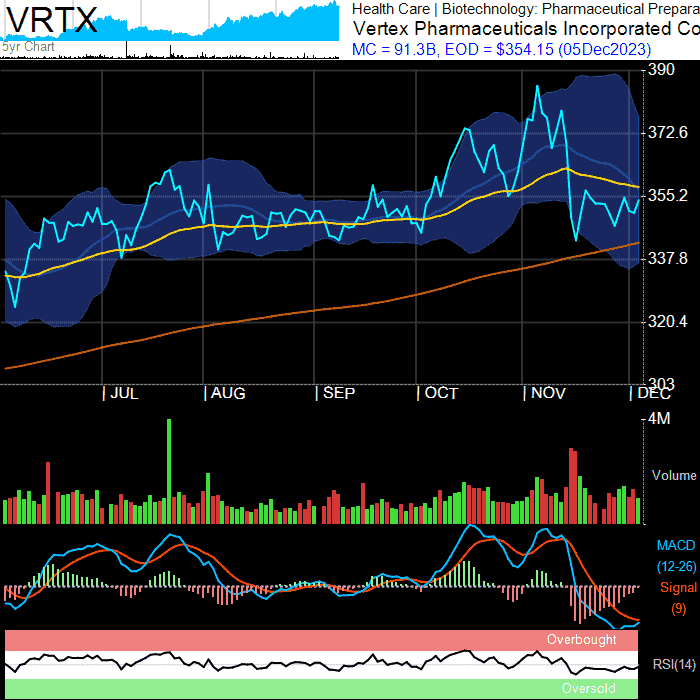 VRTX
5yr Chart
Health Care | Biotechnology: Pharmaceutical Prepara
Vertex Pharmaceuticals Incorporated Co
MC = 91.3B, EOD = $354.15 (05Dec2023)
390
372.6
355.2
337.8
320.4
303
JUL AUG SEP OCT NOV DEC
4M
Volume
MACD
(12-26)
Signal
(9)
Overbought
RSI(14)
Oversold